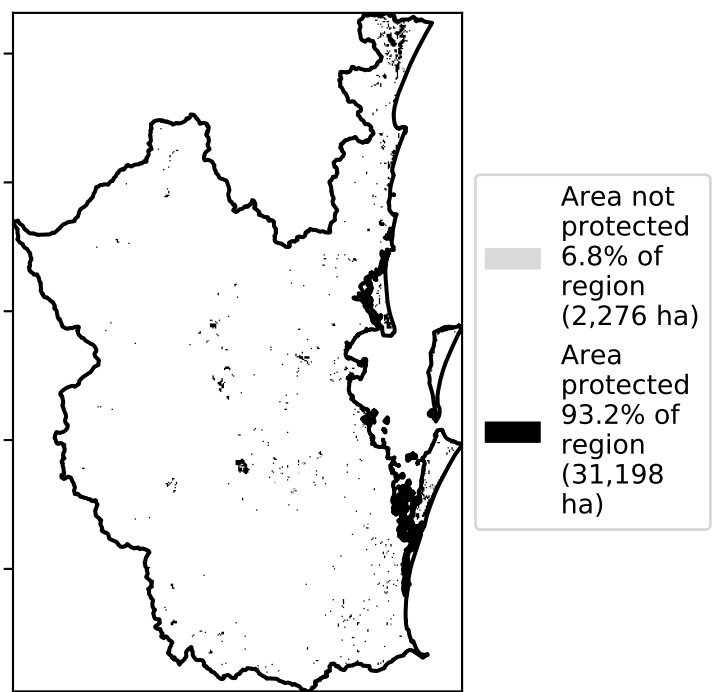 Area not
protected
6.8% of
region
(2,276 ha)
Area
protected
93.2% of
region
(31,198
ha)